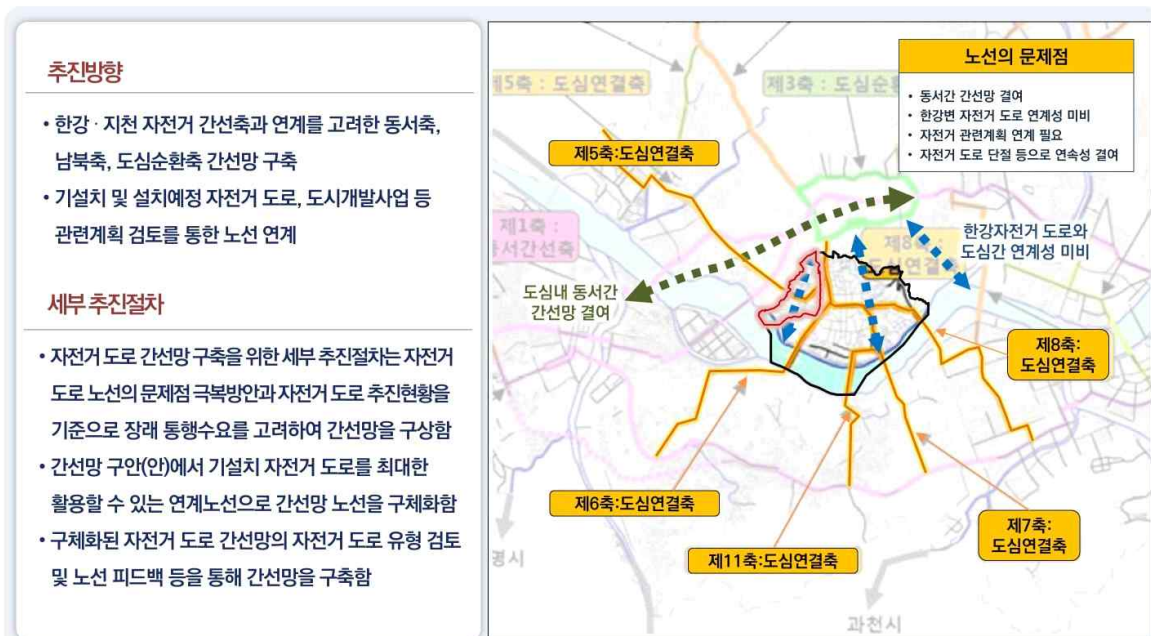 추진방향
• 한강 · 지천 자전거 간선축과 연계를 고려한 동서축,
남북축, 도심순환축 간선망 구축
• 기설치 및 설치예정 자전거 도로, 도시개발사업 등
관련계획 검토를 통한 노선 연계
세부 추진절차
• 자전거 도로 간선망 구축을 위한 세부 추진절차는 자전거
도로 노선의 문제점 극복방안과 자전거 도로 추진현황을
기준으로 장래 통행수요를 고려하여 간선망을 구상함
• 간선망 구안(안)에서 기설치 자전거 도로를 최대한
활용할 수 있는 연계노선으로 간선망 노선을 구체화함
• 구체화된 자전거 도로 간선망의 자전거 도로 유형 검토
및 노선 피드백 등을 통해 간선망을 구축함
노선의 문제점
• 동서간 간선망 결여
• 한강변 자전거 도로 연계성 미비
• 자전거 관련계획 연계 필요
• 자전거 도로 단절 등으로 연속성 결여
제5축 : 도심연결축
제3축 : 도심순환
제5축:도심연결축
제1축 :
동서간선축
제8축 :
도심연결축
한강자전거 도로와
도심간 연계성 미비
도심내 동서간
간선망 결여
제8축:
도심연결축
제6축:도심연결축
제7축:
도심연결축
제11축:도심연결축
명시
과천시